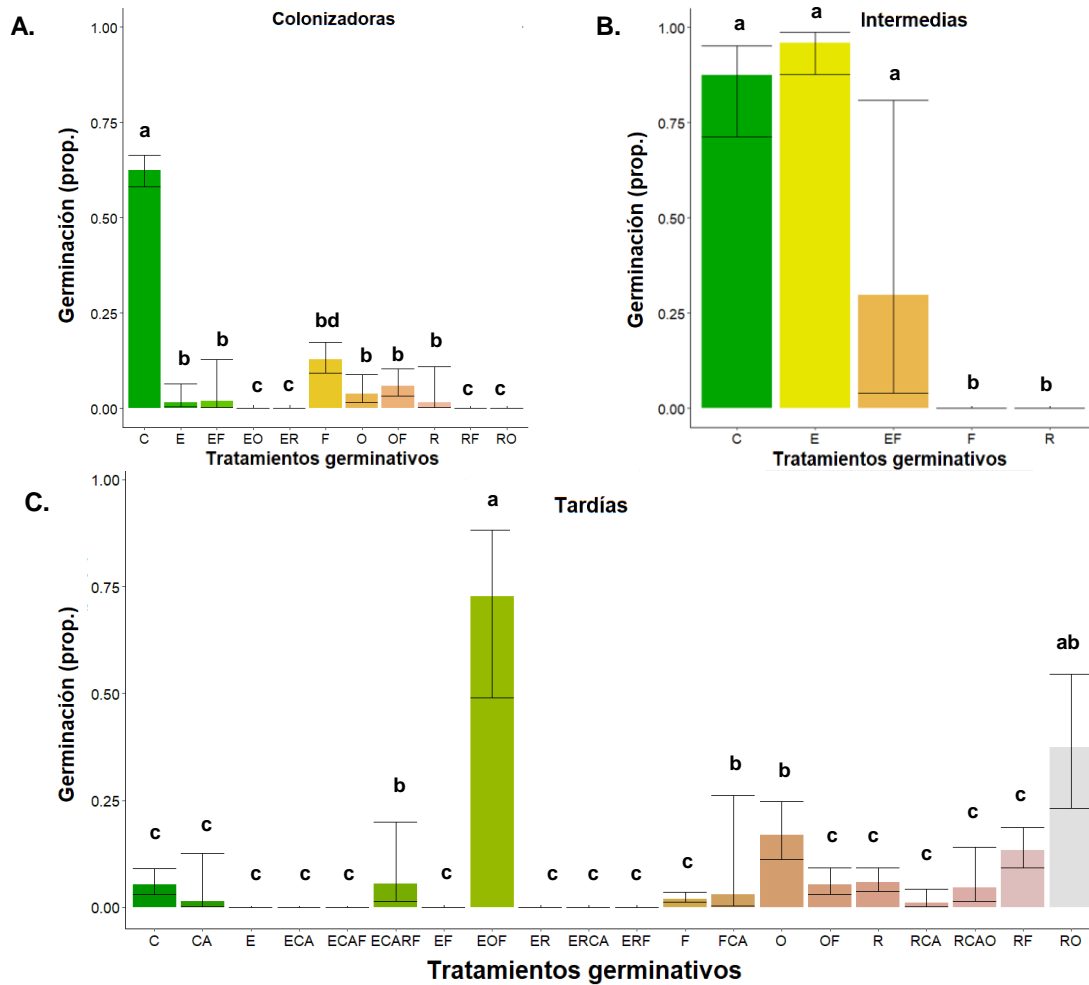 A.
Colonizadoras
Germinación (prop.)
1.00
0.75
0.50
0.25
0.00
a
b
b
c
c
bd
b
b
b
c
c
C E EF EO ER F O OF R RF RO
Tratamientos germinativos
B.
Intermedias
Germinación (prop.)
1.00
0.75
0.50
0.25
0.00
a
a
a
b
b
C E EF F R
Tratamientos germinativos
C.
Tardías
Germinación (prop.)
1.00
0.75
0.50
0.25
0.00
c
c
c
c
c
b
c
a
c
c
c
c
b
b
c
c
c
c
c
ab
C CA E ECA ECAF ECARF EF EOF ER ERCA ERF F FCA O OF R RCA RCAO RF RO
Tratamientos germinativos